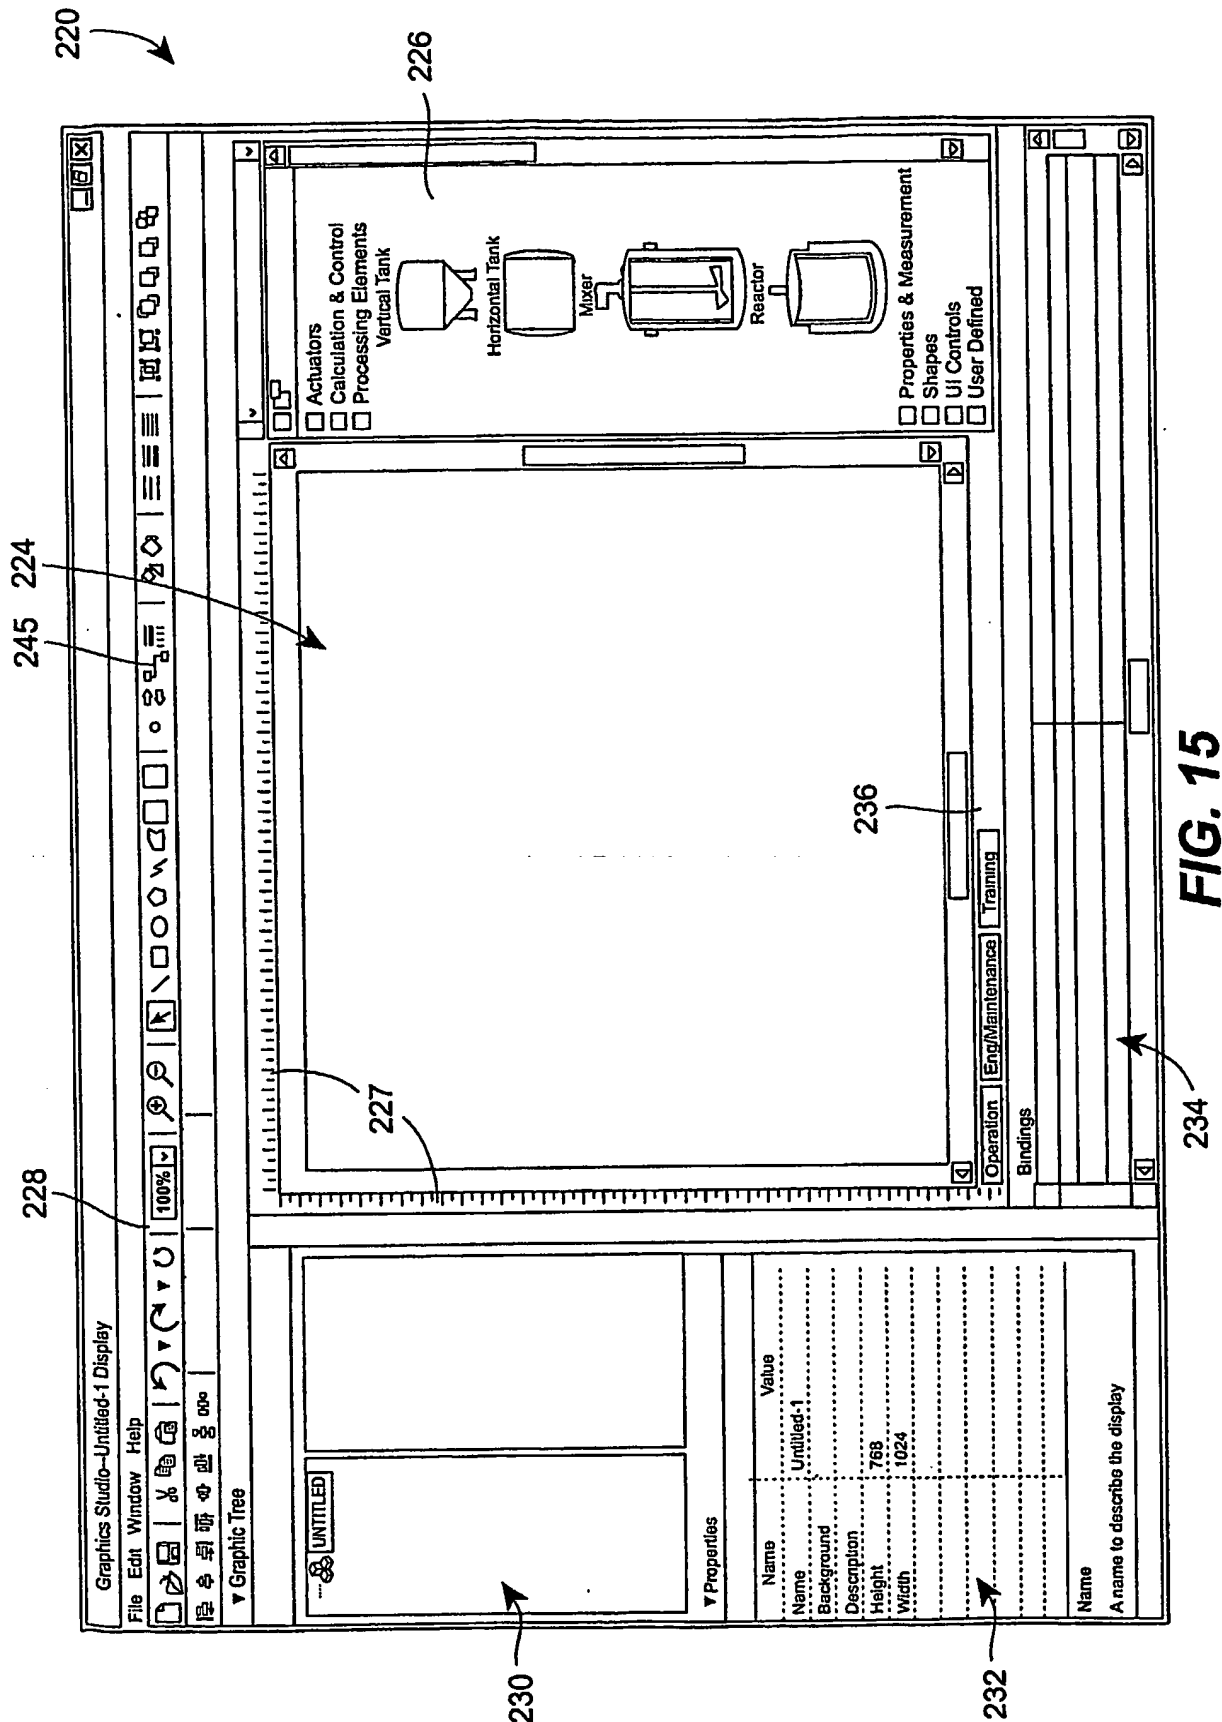 220
Graphics Studio--Untitled-1 Display
File Edit Window Help
228
245
224
226
100%
Graphic Tree
UNTITLED
230
227
Actuators
Calculation & Control
Processing Elements
Vertical Tank
Horizontal Tank
Mixer
Reactor
Properties & Measurement
Shapes
UI Controls
User Defined
Properties
Name Value
Name Untitled-1
Background
Description
Height 768
Width 1024
232
Name
A name to describe the display
236
Operation Eng/Maintenance Training
Bindings
234
FIG. 15